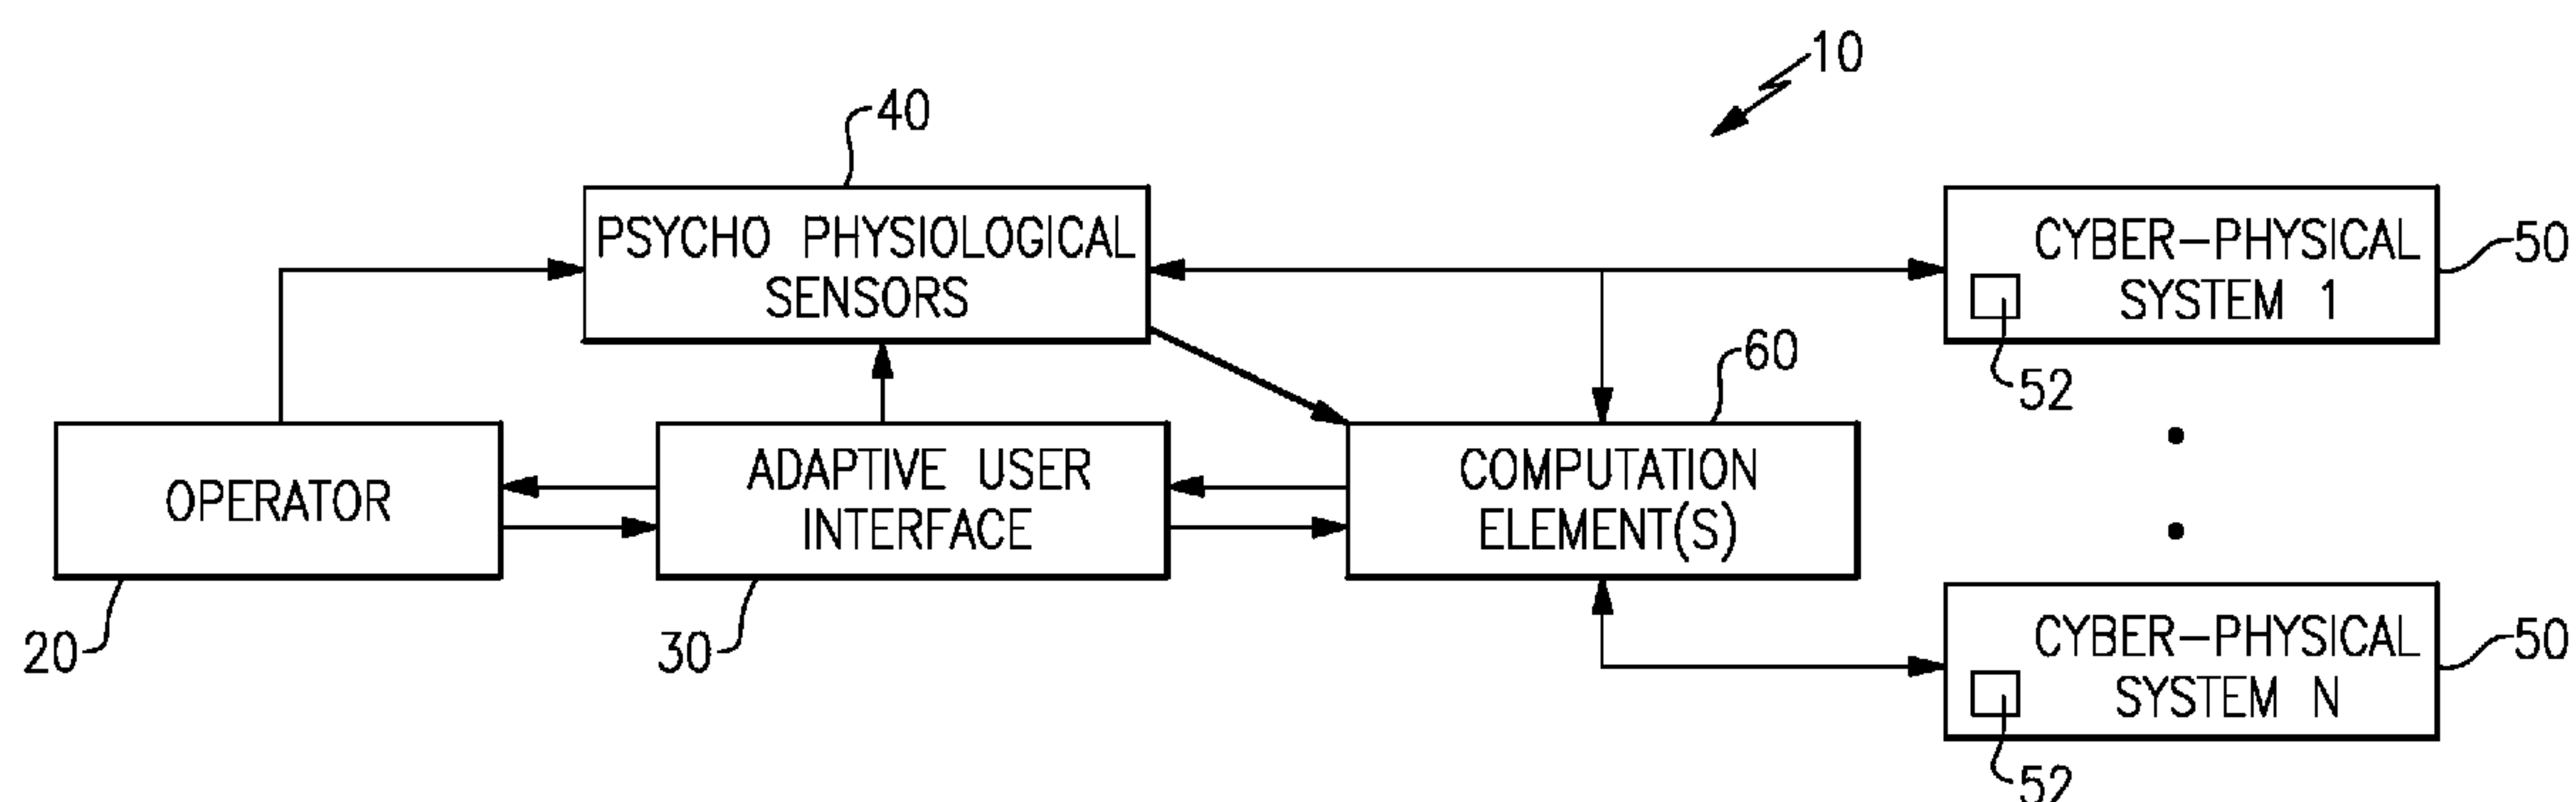 10
40
PSYCHO PHYSIOLOGICAL
SENSORS
CYBER-PHYSICAL
SYSTEM 1
50
52
60
OPERATOR
ADAPTIVE USER
INTERFACE
COMPUTATION
ELEMENT(S)
20
30
CYBER-PHYSICAL
SYSTEM N
50
52